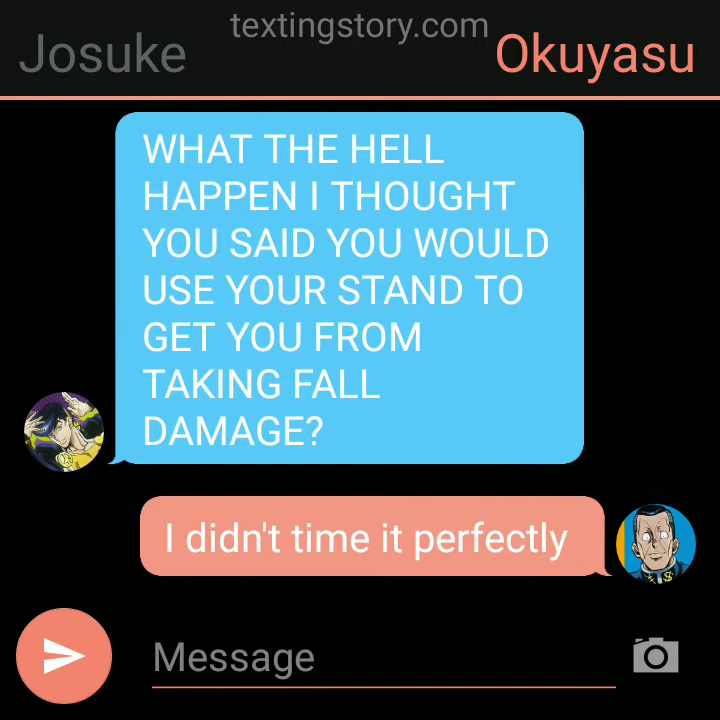 textingstory.com
Josuke
Okuyasu
WHAT THE HELL
HAPPEN I THOUGHT
YOU SAID YOU WOULD
USE YOUR STAND TO
GET YOU FROM
TAKING FALL
DAMAGE?
I didn't time it perfectly
Message